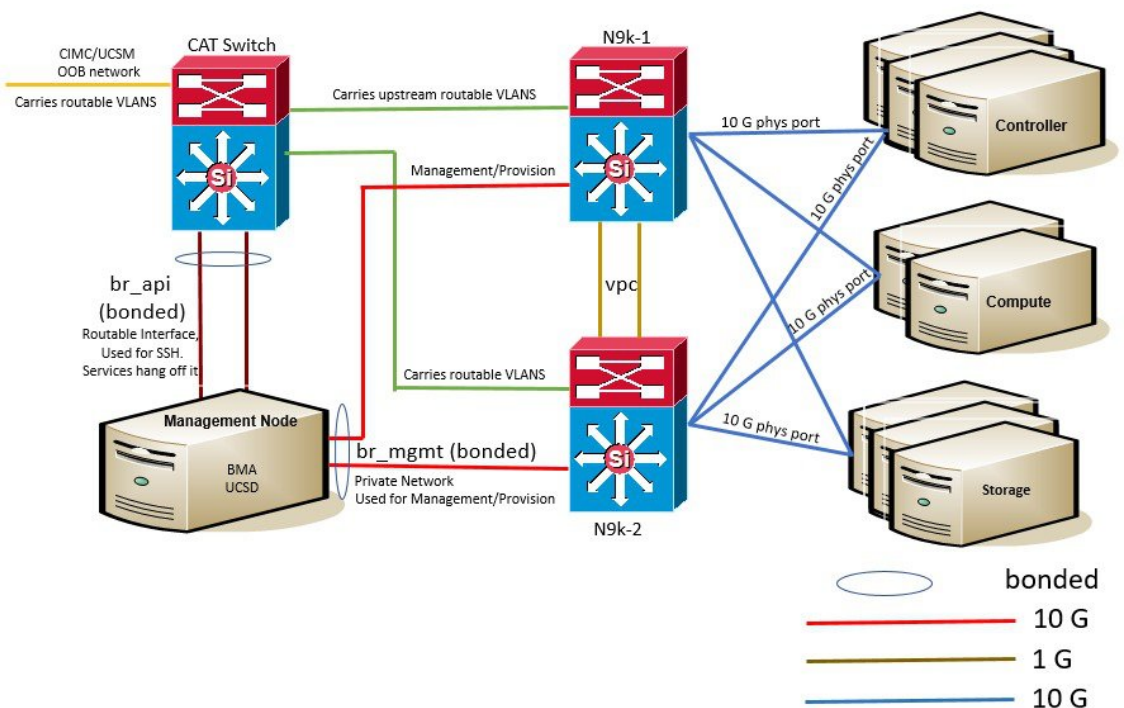 CAT Switch
N9k-1
CIMC/UCSM
OOB network
Carries routable VLANS
Carries upstream routable VLANS
Si
Management/Provision
Si
10 G phys port
10 G phys port
Controller
br_api
(bonded)
Routable Interface,
Used for SSH.
Services hang off it
vpc
10 G phys port
Compute
Carries routable VLANS
Management Node
BMA
UCSD
br_mgmt (bonded)
Private Network
Used for Management/Provision
Si
N9k-2
10 G phys port
Storage
bonded
10 G
1 G
10 G